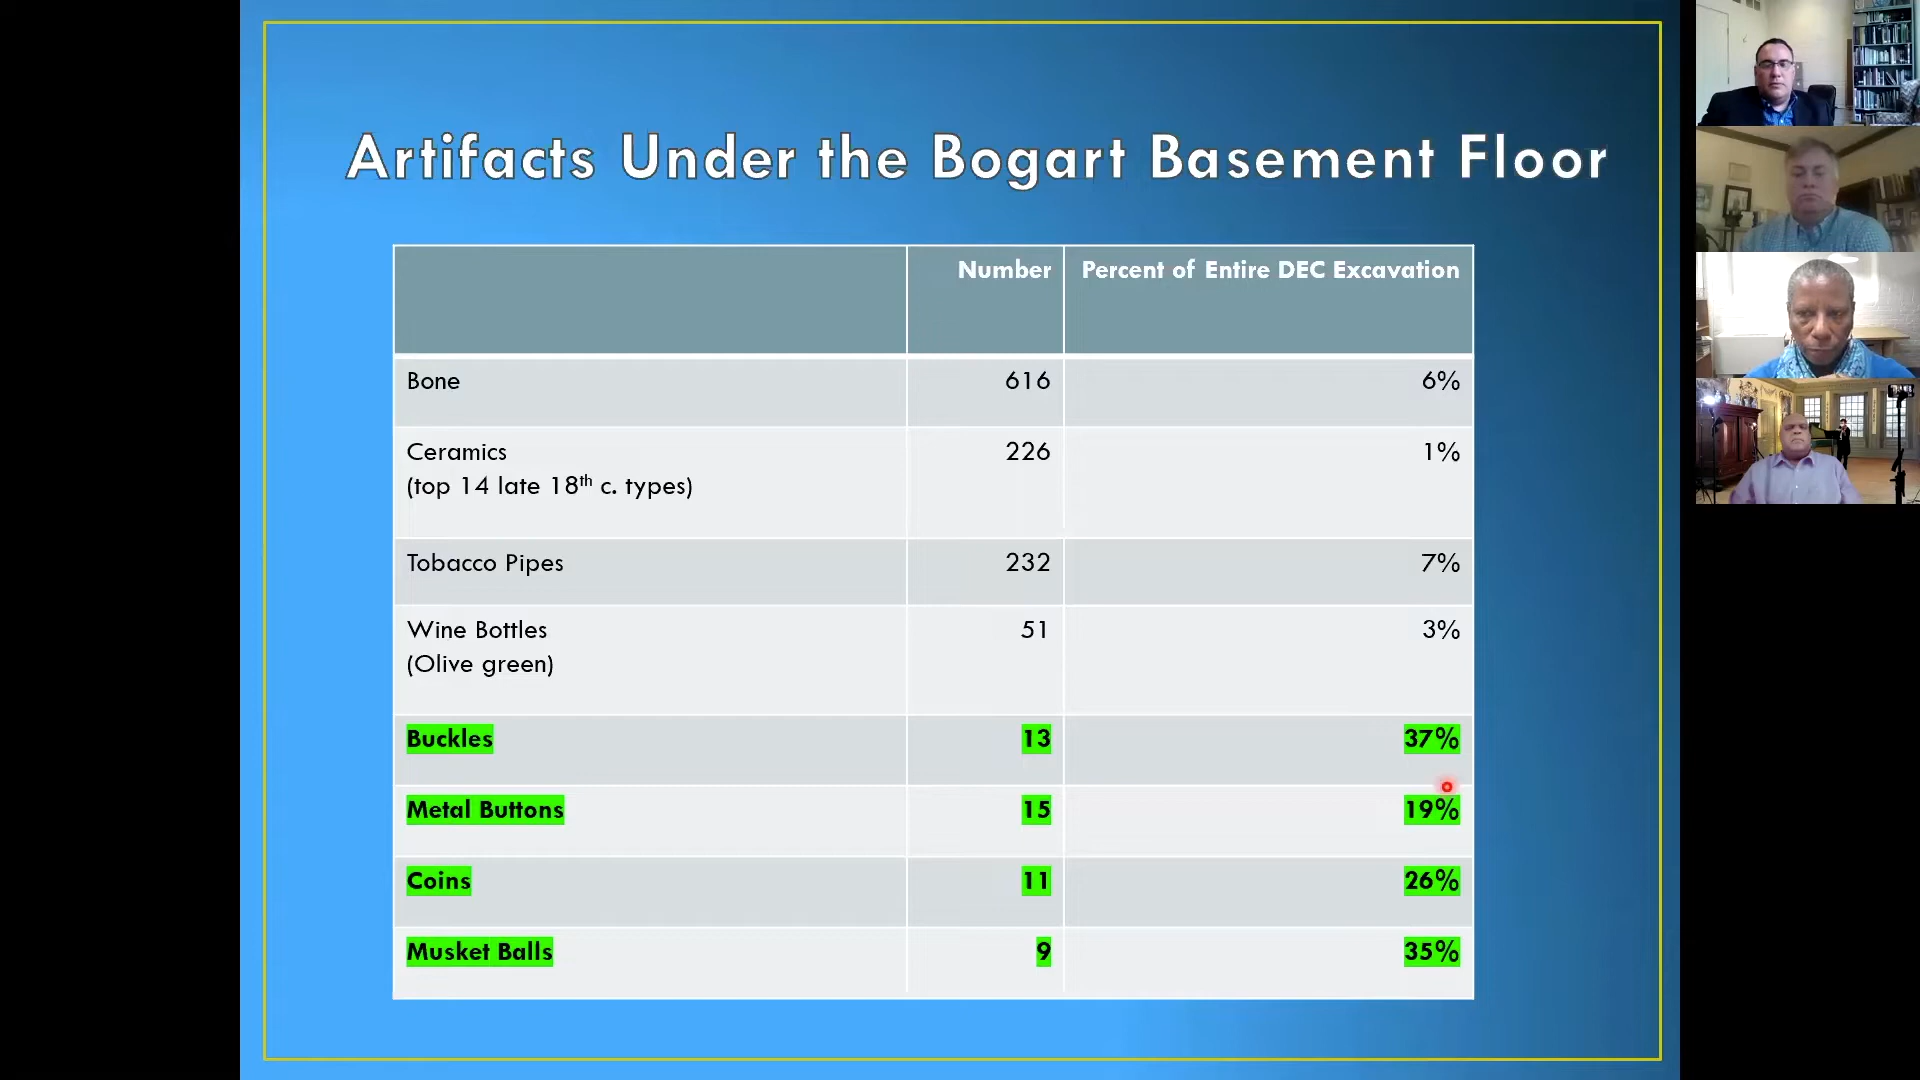 Artifacts Under the Bogart Basement Floor
Number Percent of Entire DEC Excavation
Bone 616 6%
Ceramics 226 1%
(top 14 late 18th c. types)
Tobacco Pipes 232 7%
Wine Bottles 51 3%
(Olive green)
Buckles 13 37%
Metal Buttons 15 19%
Coins 11 26%
Musket Balls 9 35%